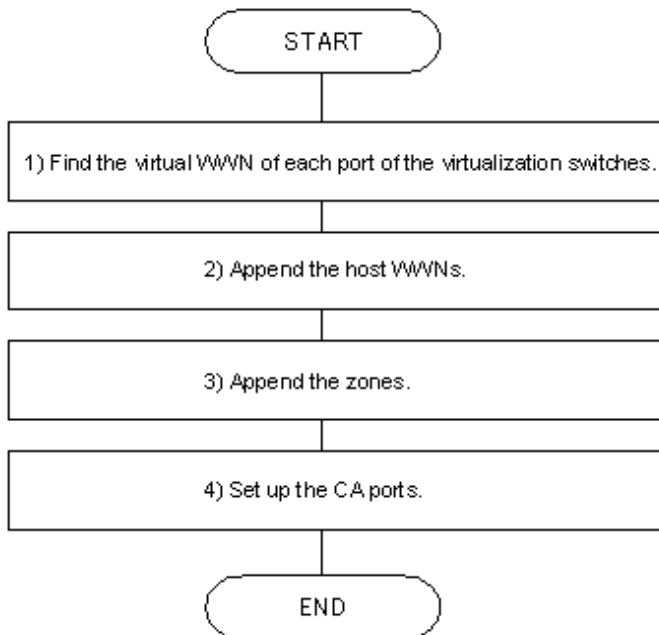 START
1) Find the virtual WWN of each port of the virtualization switches.
2) Append the host WWNs.
3) Append the zones.
4) Set up the CA ports.
END